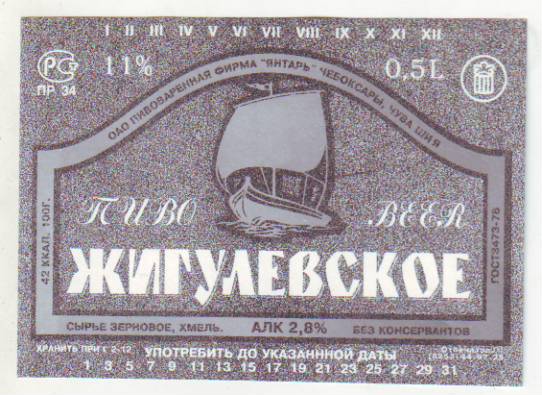 I II III IV V VI VII VIII IX X XI XII
РСТ 11% 0,5L
ПР 34
ОАО ПИВОВАРЕННАЯ ФИРМА "ЯНТАРЬ" ЧЕБОКСАРЫ, ЧУВАШИЯ
ПИВО BEER
42 ККАЛ. 100Г.
ЖИГУЛЕВСКОЕ
ГОСТ3473-78
СЫРЬЕ ЗЕРНОВОЕ, ХМЕЛЬ. АЛК 2,8% БЕЗ КОНСЕРВАНТОВ
ХРАНИТЬ ПРИ t 2-12 УПОТРЕБИТЬ ДО УКАЗАНННОЙ ДАТЫ
1 3 5 7 9 11 13 15 17 19 21 23 25 27 29 31